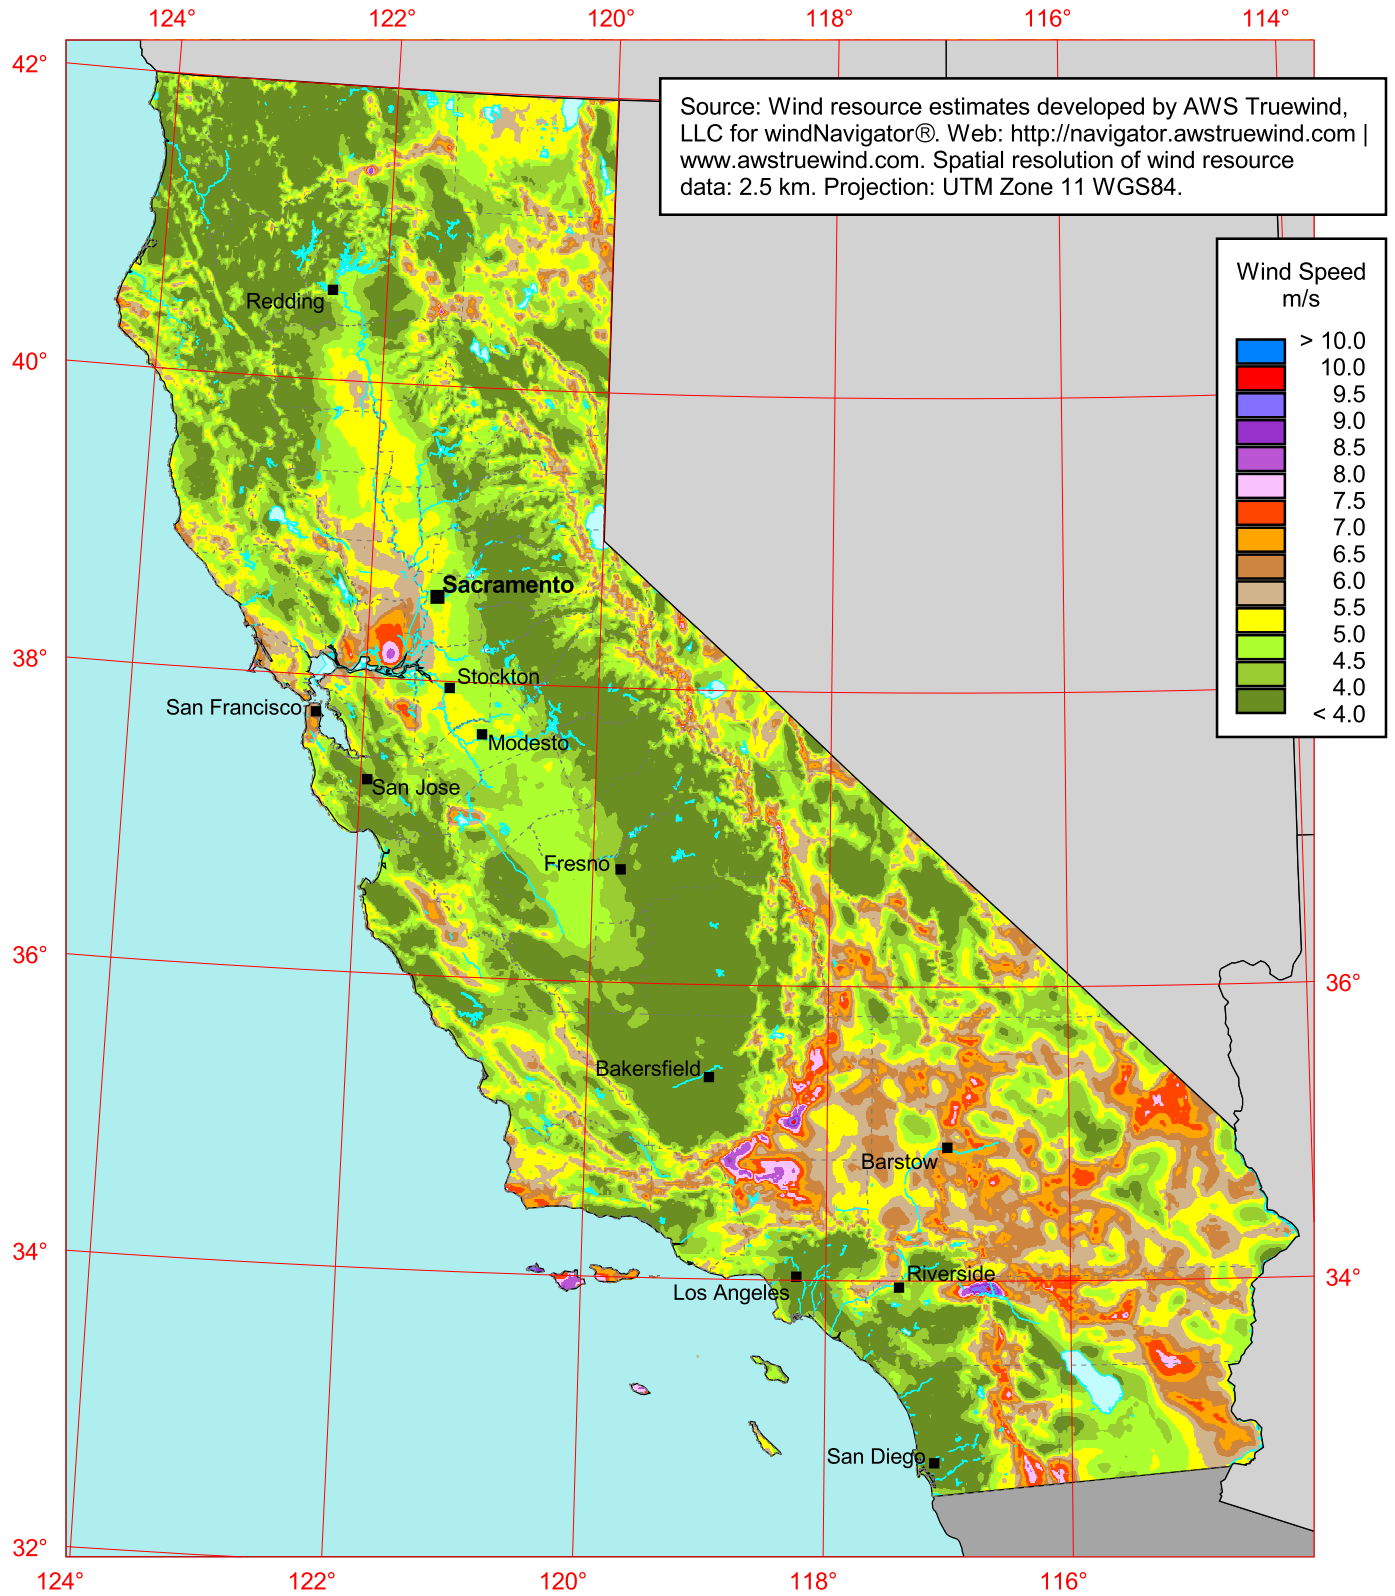 124° 122° 120° 118° 116° 114°
42°
Source: Wind resource estimates developed by AWS Truewind,
LLC for windNavigator®. Web: http://navigator.awstruewind.com |
www.awstruewind.com. Spatial resolution of wind resource
data: 2.5 km. Projection: UTM Zone 11 WGS84.
Wind Speed
m/s
> 10.0
10.0
9.5
9.0
8.5
8.0
7.5
7.0
6.5
6.0
5.5
5.0
4.5
4.0
< 4.0
Redding
40°
Sacramento
38°
Stockton
San Francisco
Modesto
San Jose
Fresno
36°
36°
Bakersfield
Barstow
34°
34°
Riverside
Los Angeles
San Diego
32°
124° 122° 120° 118° 116°